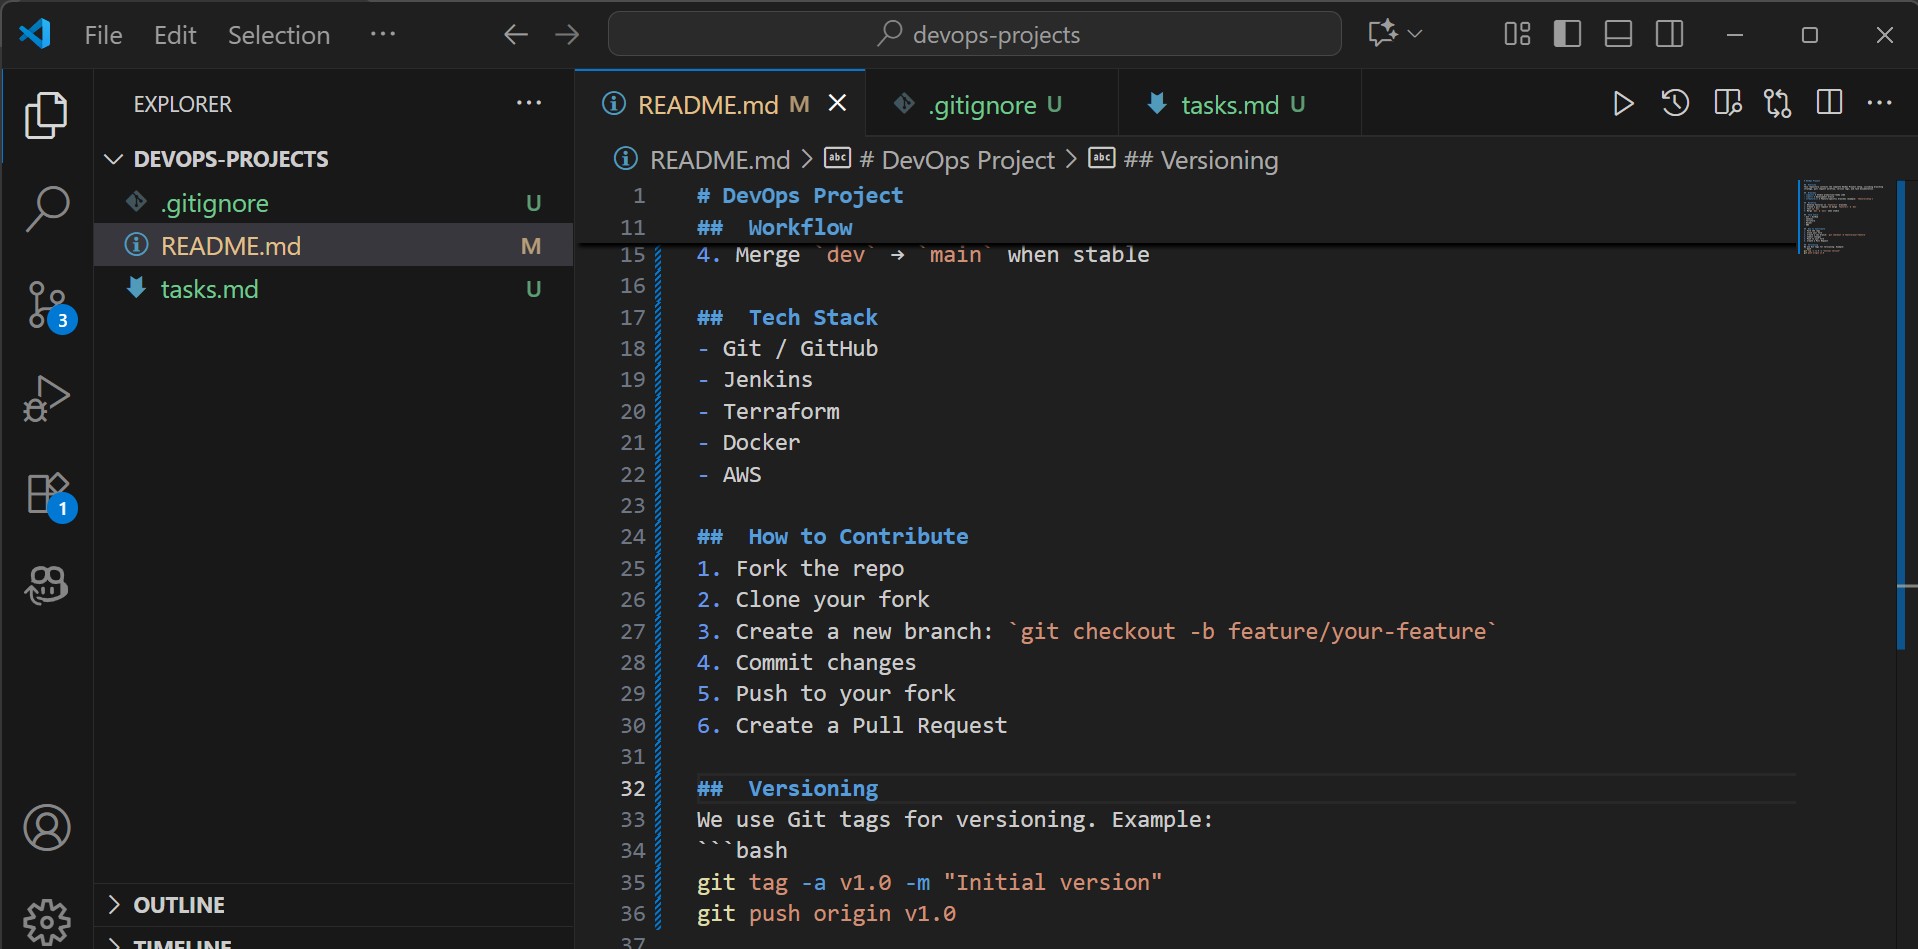 File Edit Selection ··· devops-projects
EXPLORER ···
DEVOPS-PROJECTS
.gitignore U
README.md M
tasks.md U
3
1
OUTLINE
TIMELINE
README.md M .gitignore U tasks.md U
README.md > # DevOps Project > ## Versioning
1 # DevOps Project
11 ## Workflow
15 4. Merge `dev` → `main` when stable
16
17 ## Tech Stack
18 - Git / GitHub
19 - Jenkins
20 - Terraform
21 - Docker
22 - AWS
23
24 ## How to Contribute
25 1. Fork the repo
26 2. Clone your fork
27 3. Create a new branch: `git checkout -b feature/your-feature`
28 4. Commit changes
29 5. Push to your fork
30 6. Create a Pull Request
31
32 ## Versioning
33 We use Git tags for versioning. Example:
34 ```bash
35 git tag -a v1.0 -m "Initial version"
36 git push origin v1.0
37